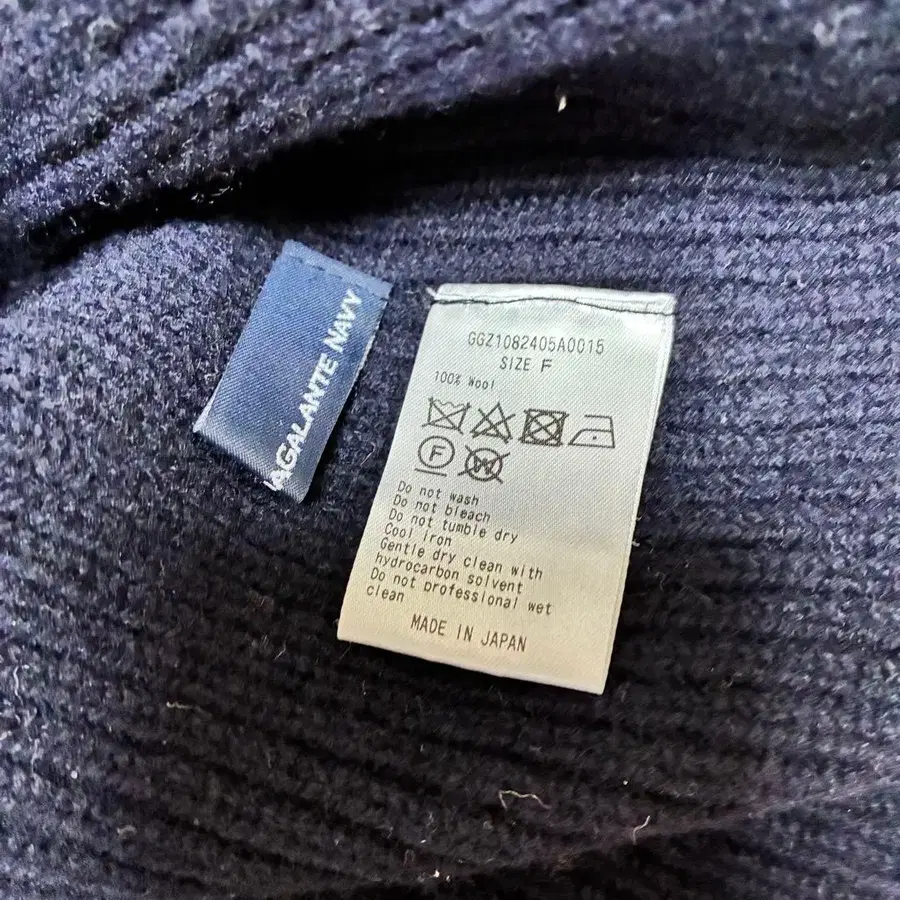 GALANTE NAVY
GGZ1082405A0015
SIZE F
100% Wool
F
W
Do not wash
Do not bleach
Do not tumble dry
Cool iron
Gentle dry clean with
hydrocarbon solvent
Do not professional wet
clean
MADE IN JAPAN